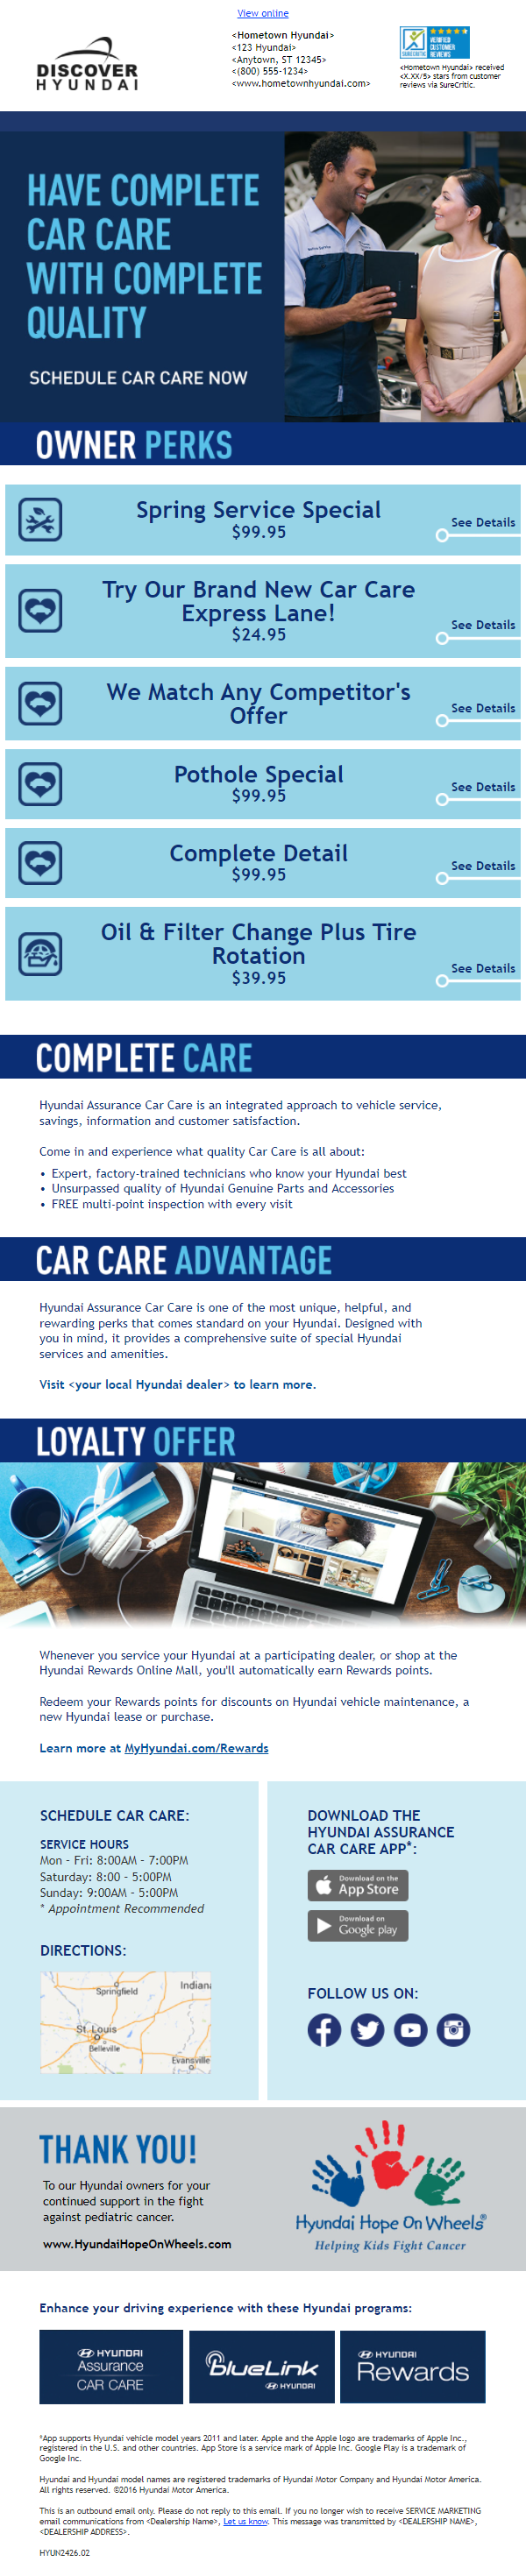 View online
DISCOVER
HYUNDAI
<Hometown Hyundai>
<123 Hyundai>
<Anytown, ST 12345>
<(800) 555-1234>
<www.hometownhyundai.com>
SURECRITIC
VERIFIED
CUSTOMER
REVIEWS
<Hometown Hyundai> received
<X.XX/5> stars from customer
reviews via SureCritic.
HAVE COMPLETE
CAR CARE
WITH COMPLETE
QUALITY
SCHEDULE CAR CARE NOW
OWNER PERKS
Spring Service Special
$99.95
See Details
Try Our Brand New Car Care
Express Lane!
$24.95
See Details
We Match Any Competitor's
Offer
See Details
Pothole Special
$99.95
See Details
Complete Detail
$99.95
See Details
Oil & Filter Change Plus Tire
Rotation
$39.95
See Details
COMPLETE CARE
Hyundai Assurance Car Care is an integrated approach to vehicle service,
savings, information and customer satisfaction.
Come in and experience what quality Car Care is all about:
• Expert, factory-trained technicians who know your Hyundai best
• Unsurpassed quality of Hyundai Genuine Parts and Accessories
• FREE multi-point inspection with every visit
CAR CARE ADVANTAGE
Hyundai Assurance Car Care is one of the most unique, helpful, and
rewarding perks that comes standard on your Hyundai. Designed with
you in mind, it provides a comprehensive suite of special Hyundai
services and amenities.
Visit <your local Hyundai dealer> to learn more.
LOYALTY OFFER
Whenever you service your Hyundai at a participating dealer, or shop at the
Hyundai Rewards Online Mall, you'll automatically earn Rewards points.
Redeem your Rewards points for discounts on Hyundai vehicle maintenance, a
new Hyundai lease or purchase.
Learn more at MyHyundai.com/Rewards
SCHEDULE CAR CARE:
SERVICE HOURS
Mon - Fri: 8:00AM - 7:00PM
Saturday: 8:00 - 5:00PM
Sunday: 9:00AM - 5:00PM
* Appointment Recommended
DIRECTIONS:
Springfield
Indiana
St. Louis
Belleville
Evansville
DOWNLOAD THE
HYUNDAI ASSURANCE
CAR CARE APP*:
Download on the
App Store
Download on
Google play
FOLLOW US ON:
THANK YOU!
To our Hyundai owners for your
continued support in the fight
against pediatric cancer.
www.HyundaiHopeOnWheels.com
Hyundai Hope On Wheels®
Helping Kids Fight Cancer
Enhance your driving experience with these Hyundai programs:
HYUNDAI
Assurance
CAR CARE
BlueLink
HYUNDAI
HYUNDAI
Rewards
*App supports Hyundai vehicle model years 2011 and later. Apple and the Apple logo are trademarks of Apple Inc.,
registered in the U.S. and other countries. App Store is a service mark of Apple Inc. Google Play is a trademark of
Google Inc.
Hyundai and Hyundai model names are registered trademarks of Hyundai Motor Company and Hyundai Motor America.
All rights reserved. ©2016 Hyundai Motor America.
This is an outbound email only. Please do not reply to this email. If you no longer wish to receive SERVICE MARKETING
email communications from <Dealership Name>, Let us know. This message was transmitted by <DEALERSHIP NAME>,
<DEALERSHIP ADDRESS>.
HYUN2426.02